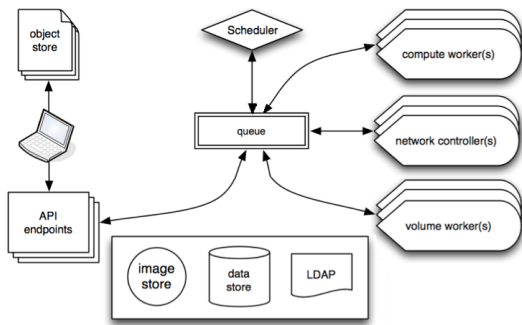 object
store
Scheduler
compute worker(s)
queue
network controller(s)
API
endpoints
volume worker(s)
image
store
data
store
LDAP